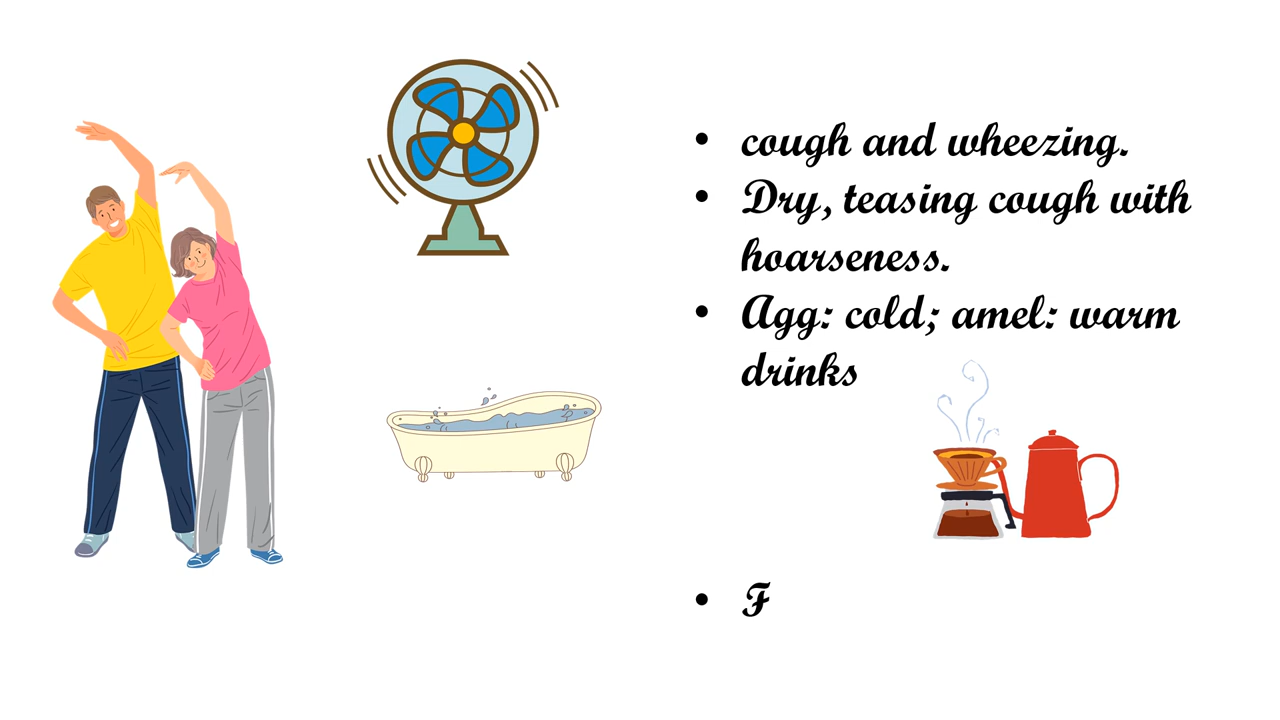 • cough and wheezing.
• Dry, teasing cough with
hoarseness.
• Agg: cold; amel: warm
drinks
• F